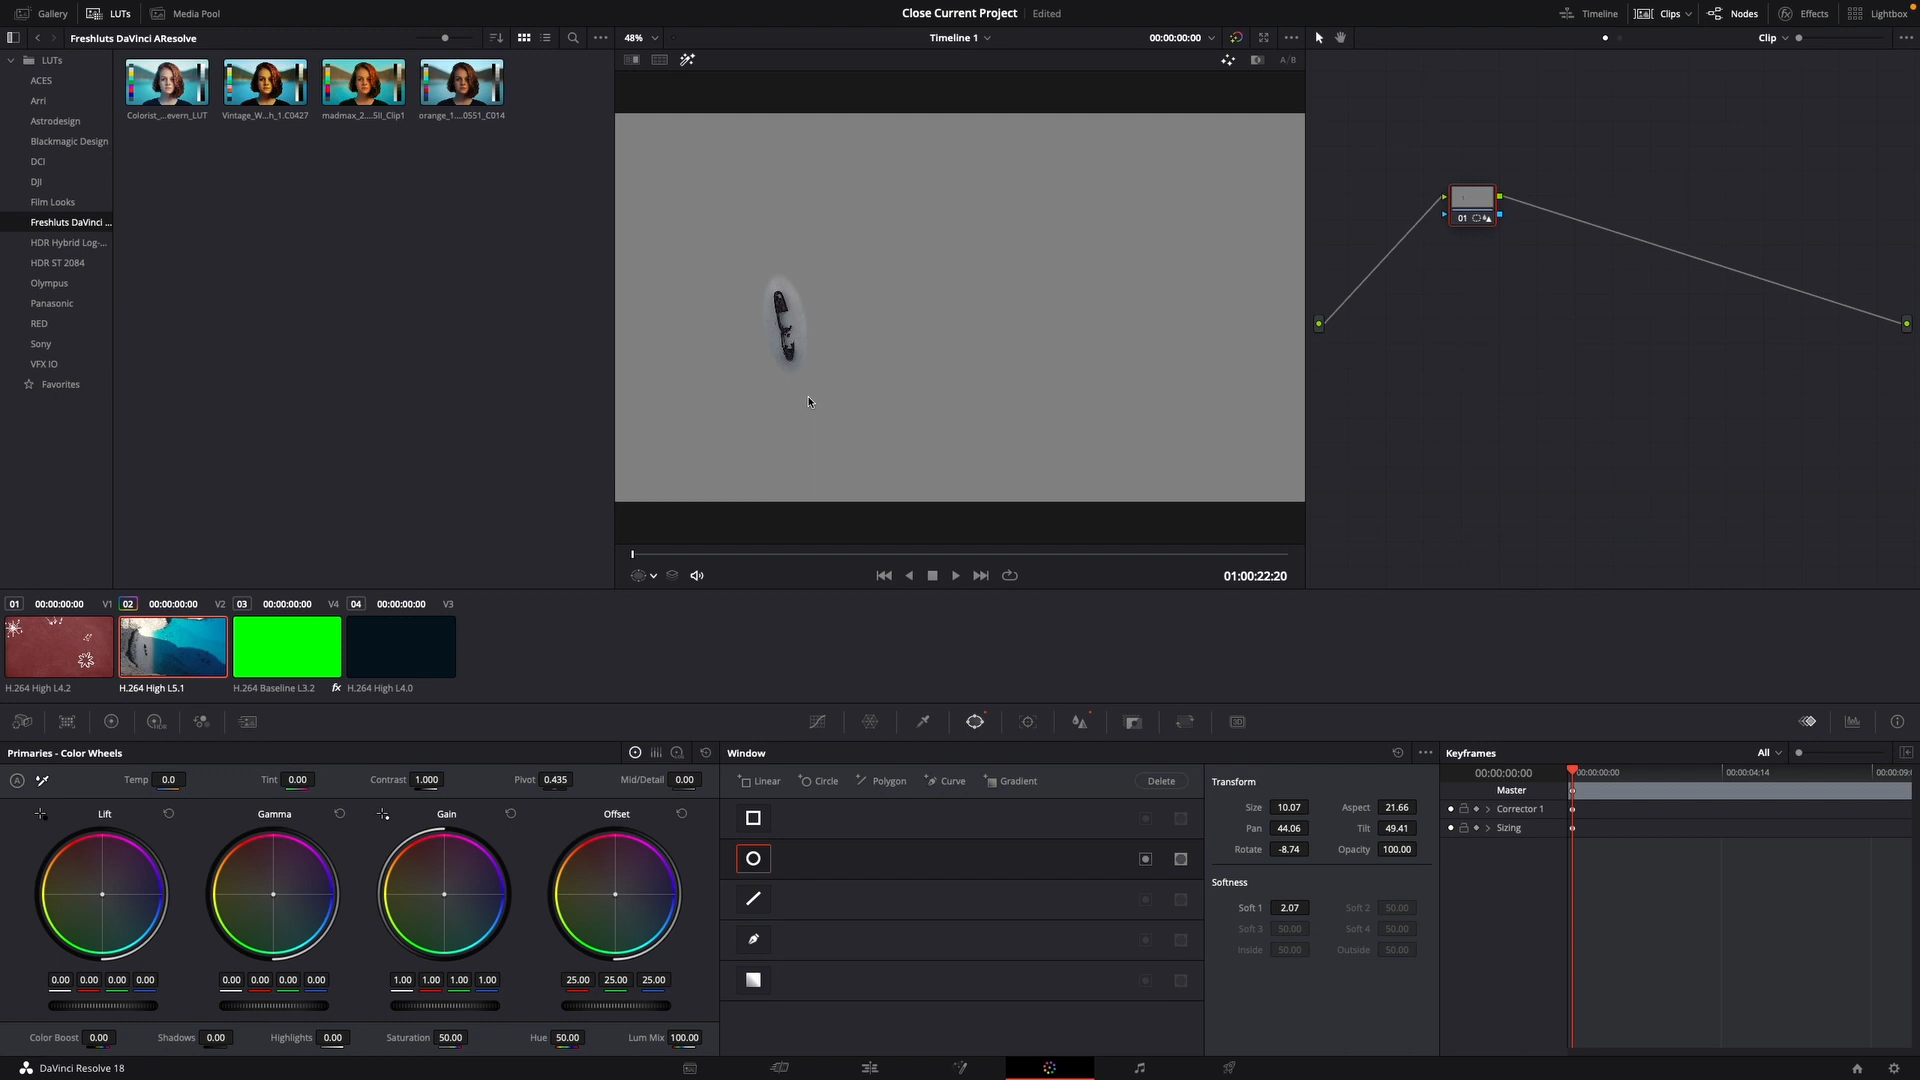 Gallery LUTs Media Pool Close Current Project Edited Timeline Clips Nodes Effects Lightbox
Freshluts DaVinci AResolve 48% Timeline 1 00:00:00:00 Clip
LUTs
ACES
Arri
Astrodesign
Blackmagic Design
DCI
DJI
Film Looks
Freshluts DaVinci ...
HDR Hybrid Log-...
HDR ST 2084
Olympus
Panasonic
RED
Sony
VFX IO
Favorites
Colorist_...evern_LUT Vintage_W...h_1.C0427 madmax_2....5II_Clip1 orange_1....0551_C014
A/B
01
01:00:22:20
01 00:00:00:00 V1 02 00:00:00:00 V2 03 00:00:00:00 V4 04 00:00:00:00 V3
H.264 High L4.2 H.264 High L5.1 H.264 Baseline L3.2 fx H.264 High L4.0
HDR 3D
Primaries - Color Wheels
A Temp 0.0 Tint 0.00 Contrast 1.000 Pivot 0.435 Mid/Detail 0.00
Lift Gamma Gain Offset
0.00 0.00 0.00 0.00 0.00 0.00 0.00 0.00 1.00 1.00 1.00 1.00 25.00 25.00 25.00
Color Boost 0.00 Shadows 0.00 Highlights 0.00 Saturation 50.00 Hue 50.00 Lum Mix 100.00
Window
Linear Circle Polygon Curve Gradient Delete
Transform
Size 10.07 Aspect 21.66
Pan 44.06 Tilt 49.41
Rotate -8.74 Opacity 100.00
Softness
Soft 1 2.07 Soft 2 50.00
Soft 3 50.00 Soft 4 50.00
Inside 50.00 Outside 50.00
Keyframes All
00:00:00:00 00:00:00:00 00:00:04:14 00:00:09:
Master
Corrector 1
Sizing
DaVinci Resolve 18